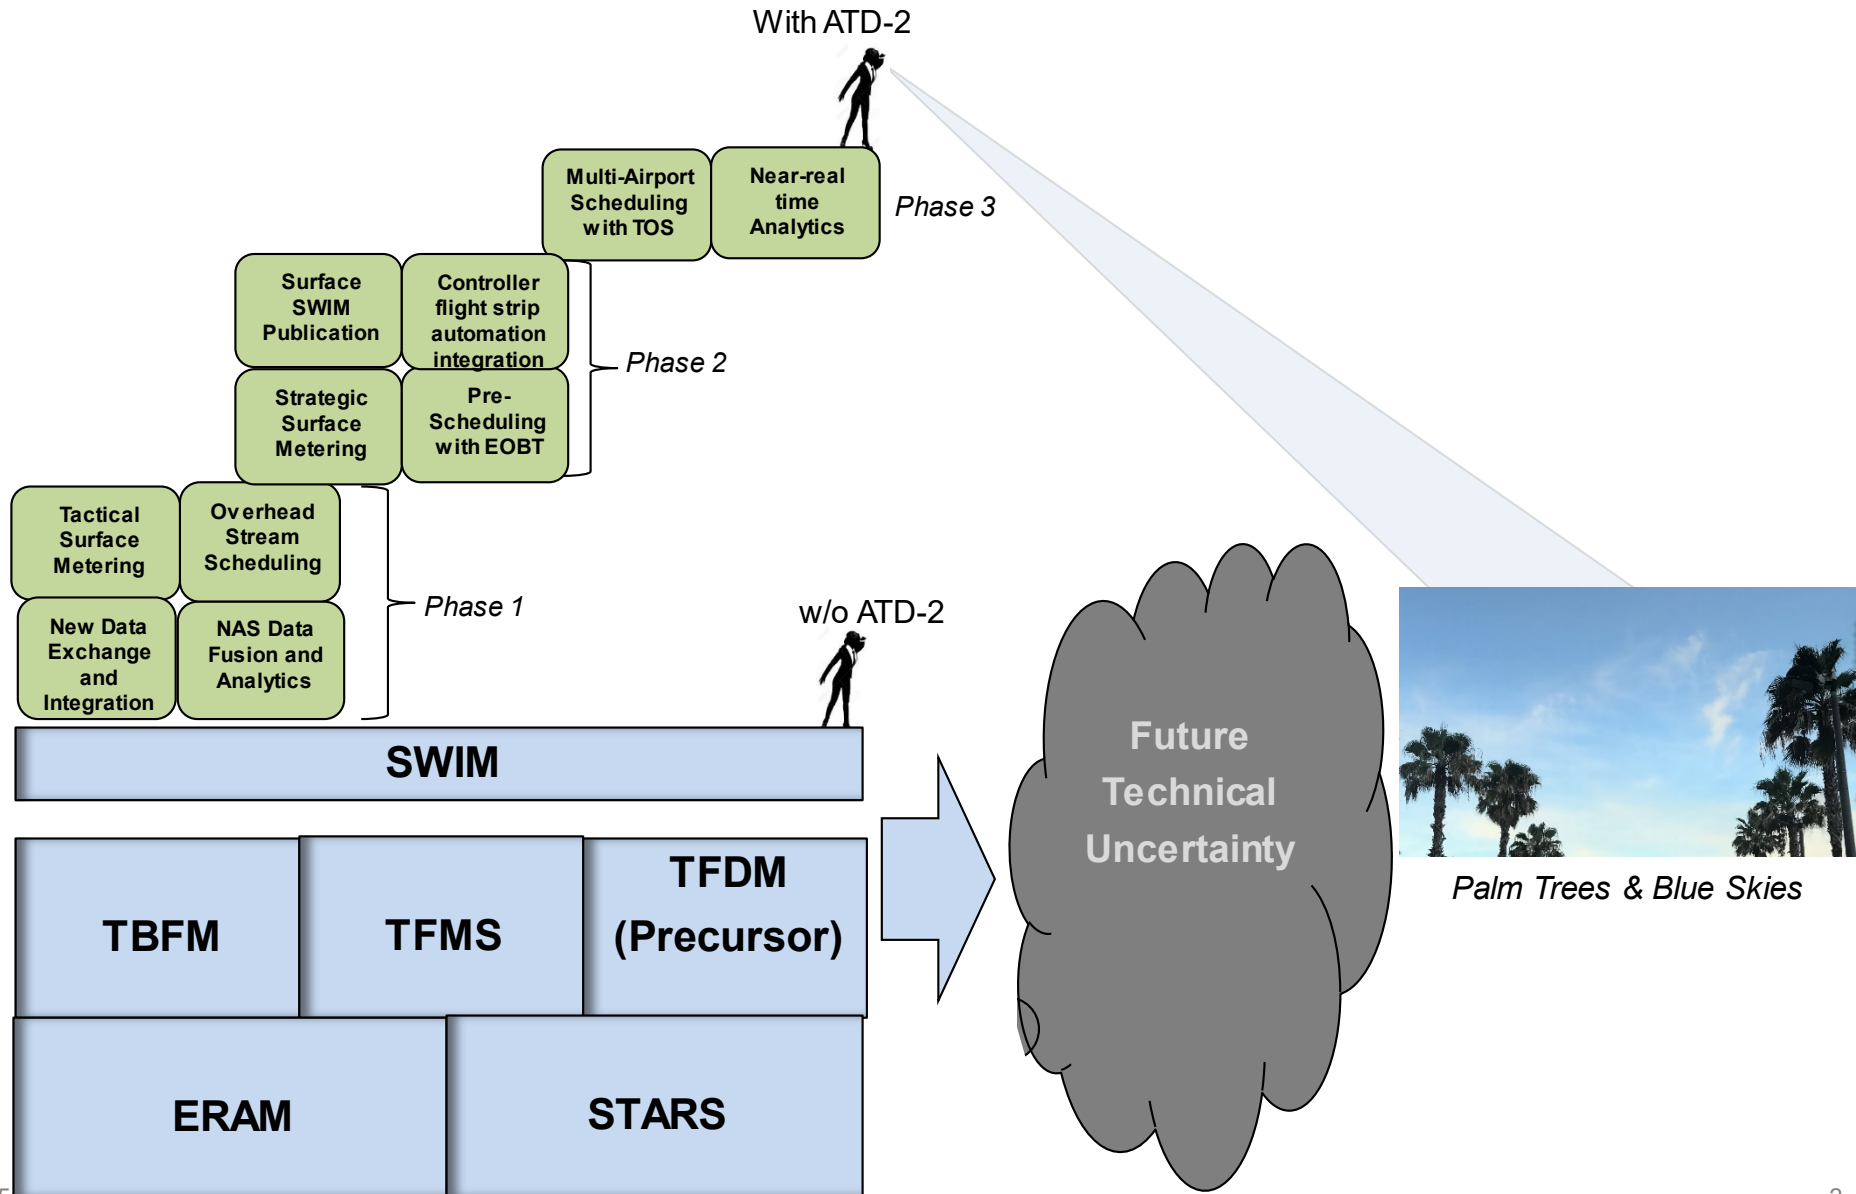 With ATD-2
Multi-Airport
Scheduling
with TOS
Near-real
time
Analytics
Phase 3
Surface
SWIM
Publication
Controller
flight strip
automation
integration
Phase 2
Strategic
Surface
Metering
Pre-
Scheduling
with EOBT
Tactical
Surface
Metering
Overhead
Stream
Scheduling
Phase 1
New Data
Exchange
and
Integration
NAS Data
Fusion and
Analytics
w/o ATD-2
SWIM
Future
Technical
Uncertainty
TBFM
TFMS
TFDM
(Precursor)
Palm Trees & Blue Skies
ERAM
STARS